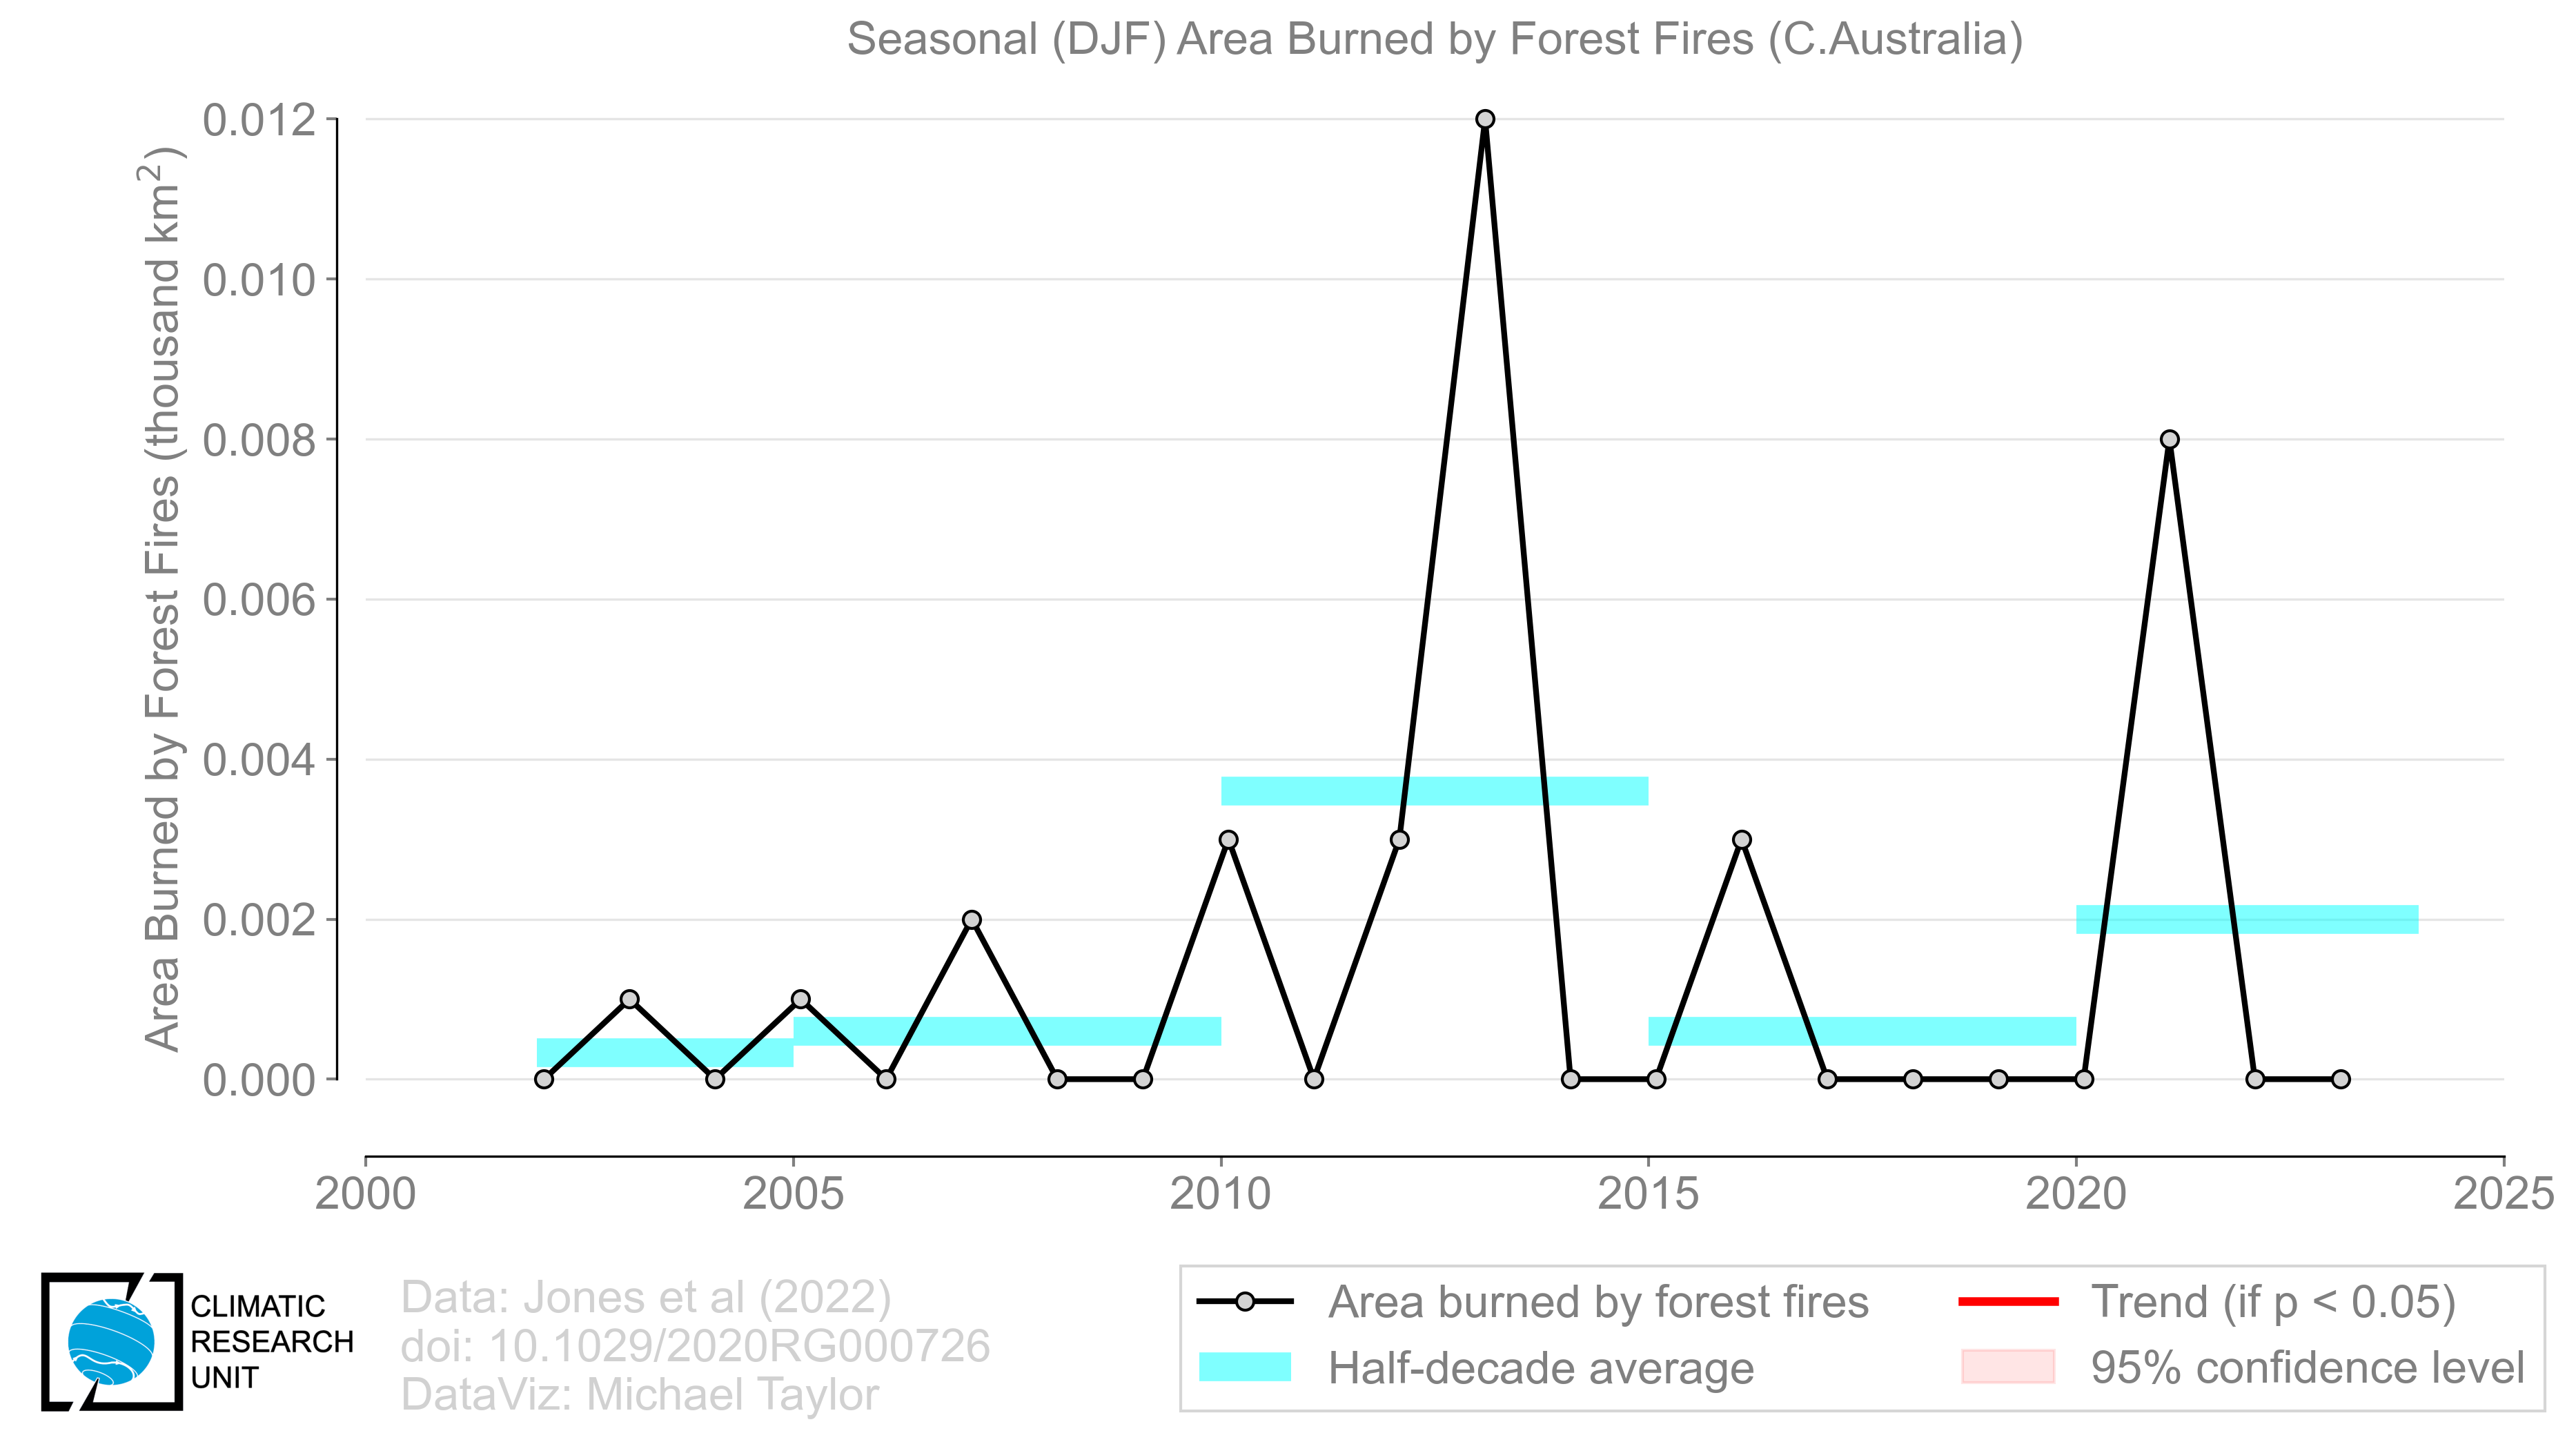 Seasonal (DJF) Area Burned by Forest Fires (C.Australia)
Area Burned by Forest Fires (thousand km²)
0.012
0.010
0.008
0.006
0.004
0.002
0.000
2000 2005 2010 2015 2020 2025
CLIMATIC
RESEARCH
UNIT
Data: Jones et al (2022)
doi: 10.1029/2020RG000726
DataViz: Michael Taylor
Area burned by forest fires
Half-decade average
Trend (if p < 0.05)
95% confidence level